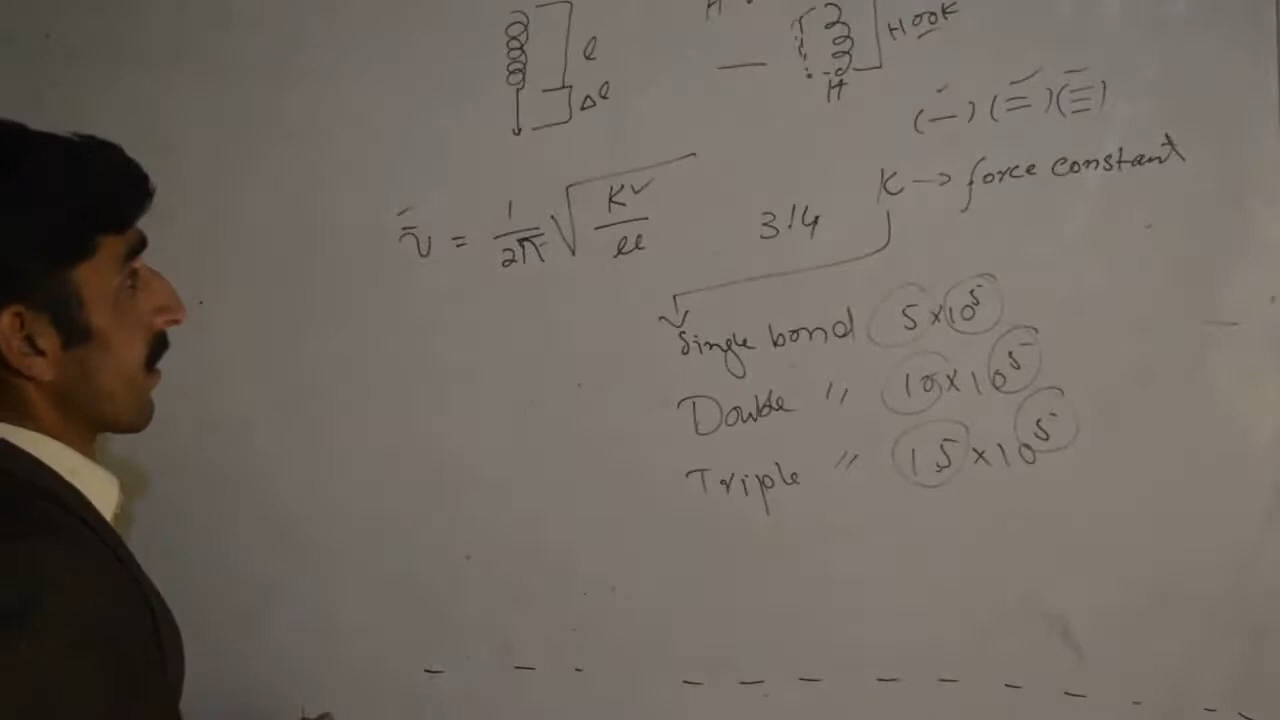 H
Hook
l
Δl
H
(–) (=) (≡)
K → force constant
ῡ = 1/2π √K/μ
3.14
Single bond 5×10⁵
Double " 10×10⁵
Triple " 15×10⁵